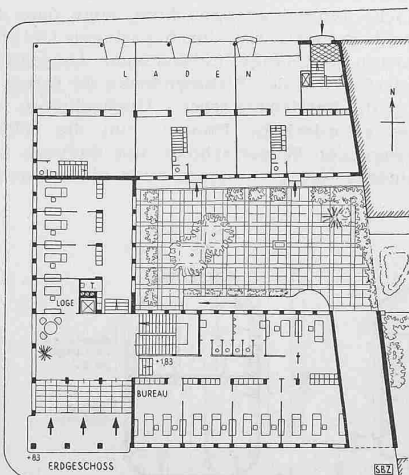 LADEN
N
T.
LOGE
+1,83
BUREAU
+83
ERDGESCHOSS
SBZ